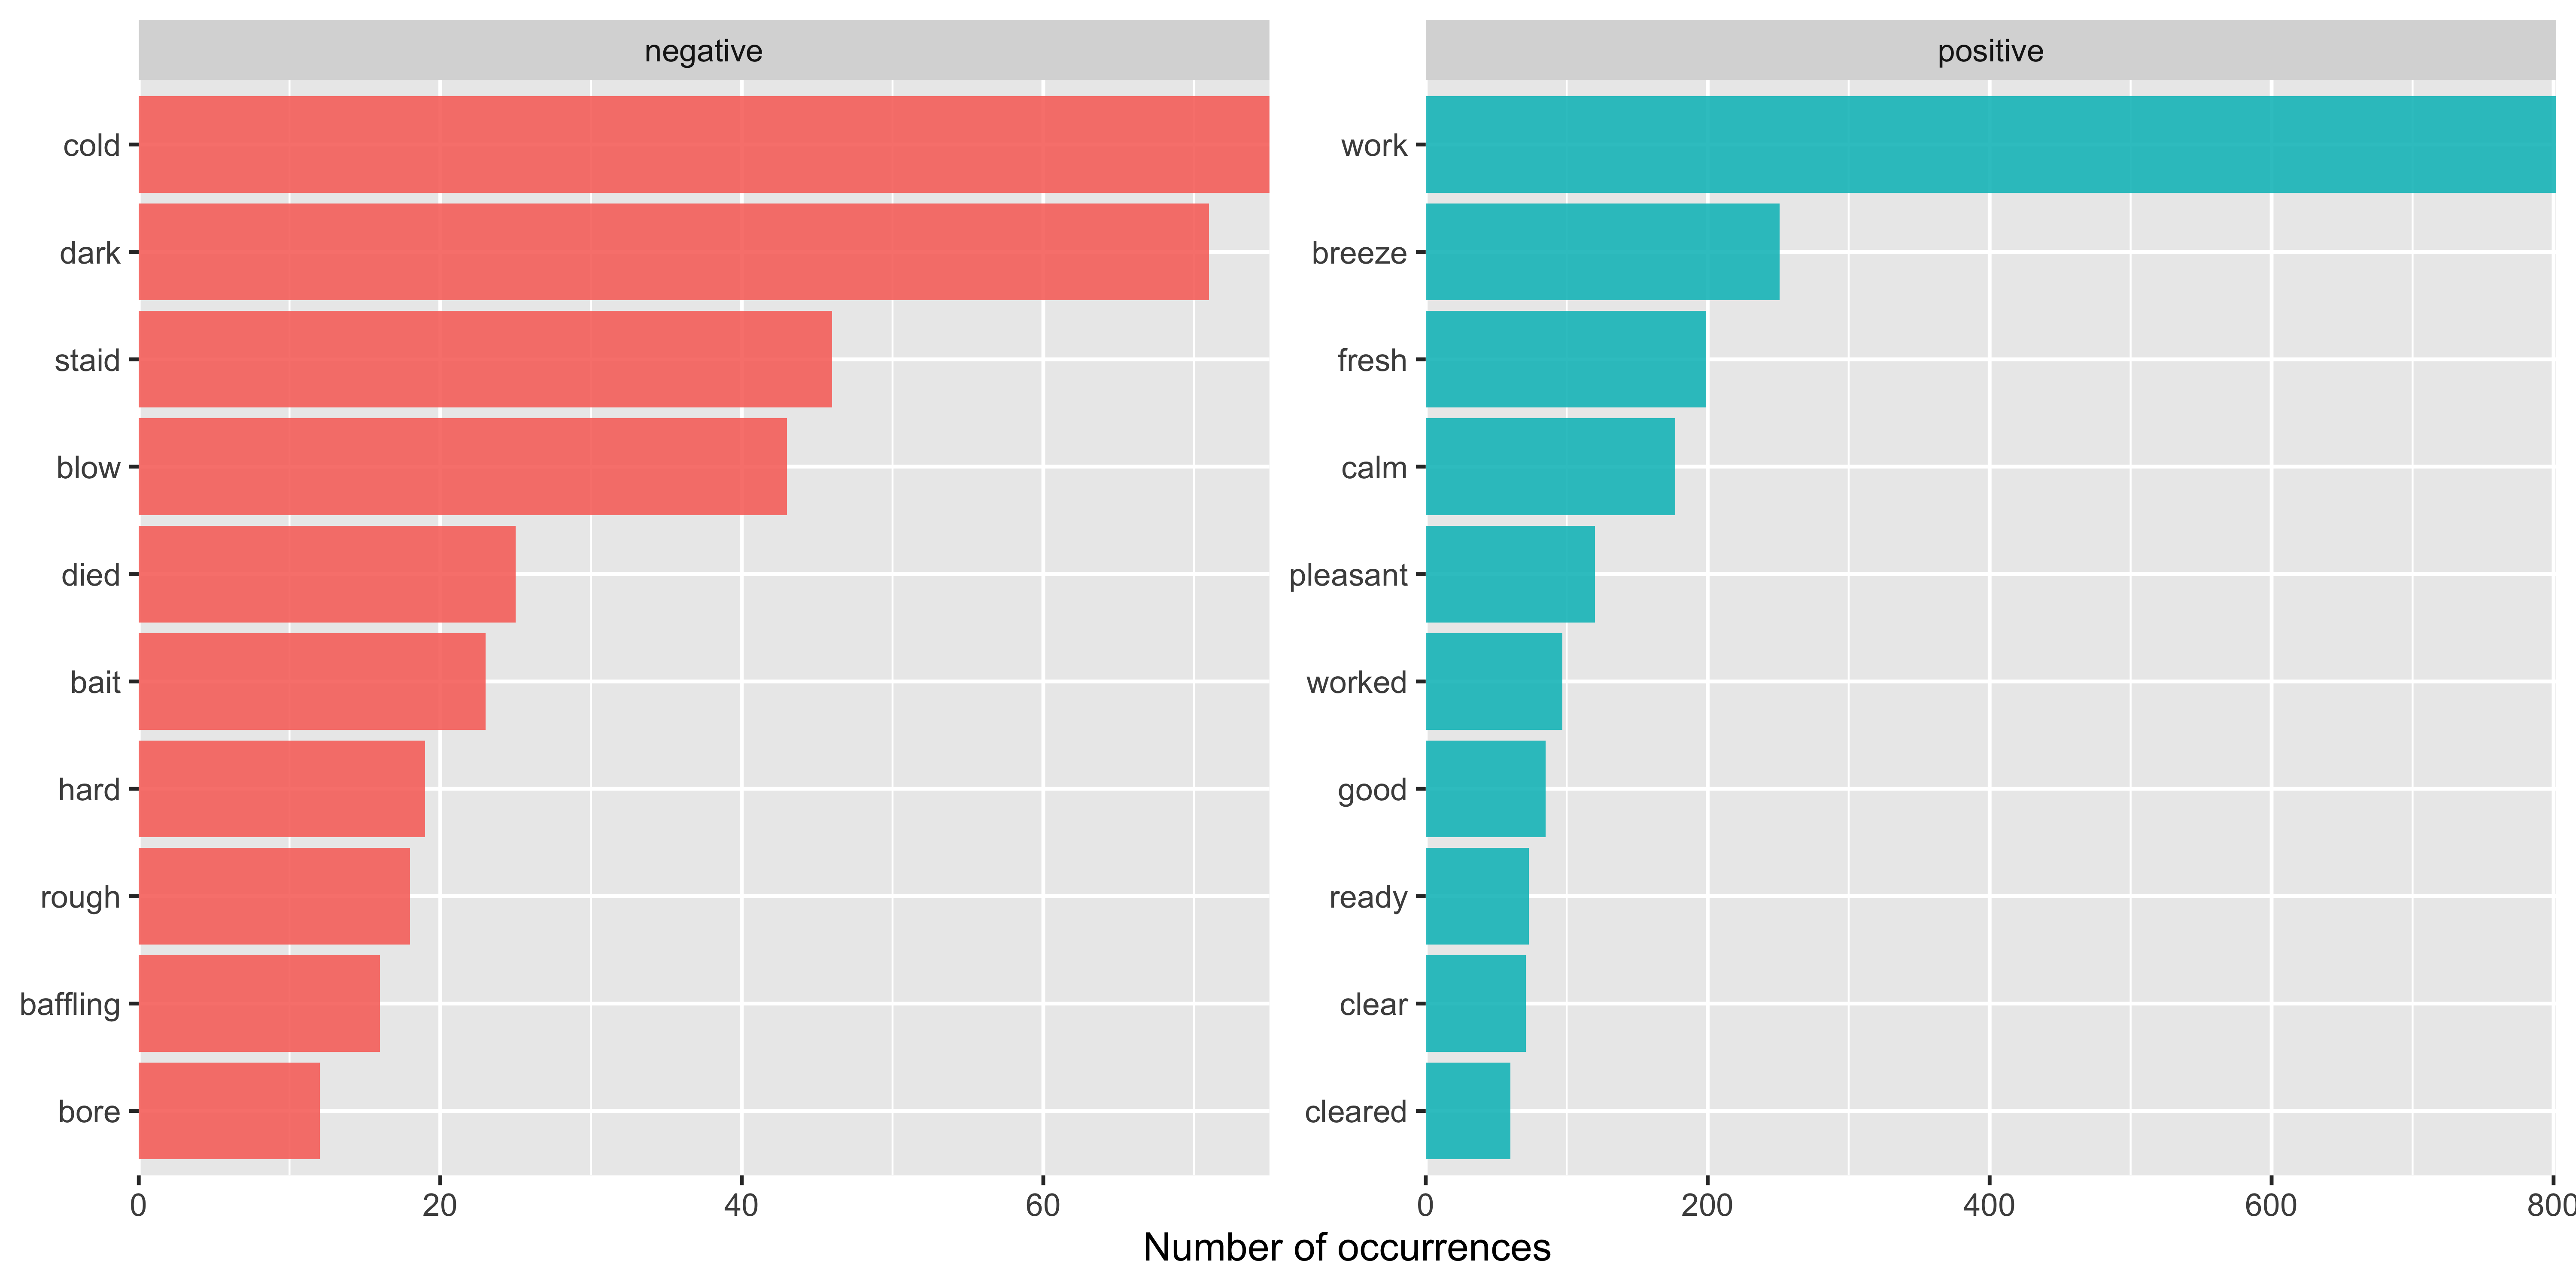 negative
cold
dark
staid
blow
died
bait
hard
rough
baffling
bore
0 20 40 60
positive
work
breeze
fresh
calm
pleasant
worked
good
ready
clear
cleared
0 200 400 600 800
Number of occurrences